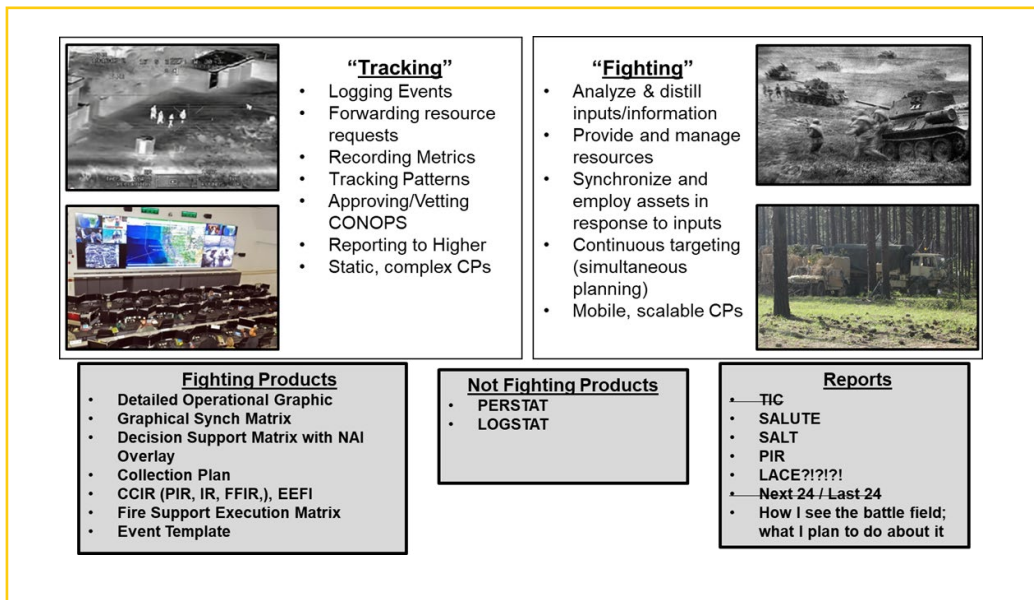 “Tracking”
• Logging Events
• Forwarding resource
requests
• Recording Metrics
• Tracking Patterns
• Approving/Vetting
CONOPS
• Reporting to Higher
• Static, complex CPs
“Fighting”
• Analyze & distill
inputs/information
• Provide and manage
resources
• Synchronize and
employ assets in
response to inputs
• Continuous targeting
(simultaneous
planning)
• Mobile, scalable CPs
Fighting Products
• Detailed Operational Graphic
• Graphical Synch Matrix
• Decision Support Matrix with NAI
Overlay
• Collection Plan
• CCIR (PIR, IR, FFIR,), EEFI
• Fire Support Execution Matrix
• Event Template
Not Fighting Products
• PERSTAT
• LOGSTAT
Reports
• TIC
• SALUTE
• SALT
• PIR
• LACE?!?!?!
• Next 24 / Last 24
• How I see the battle field;
what I plan to do about it